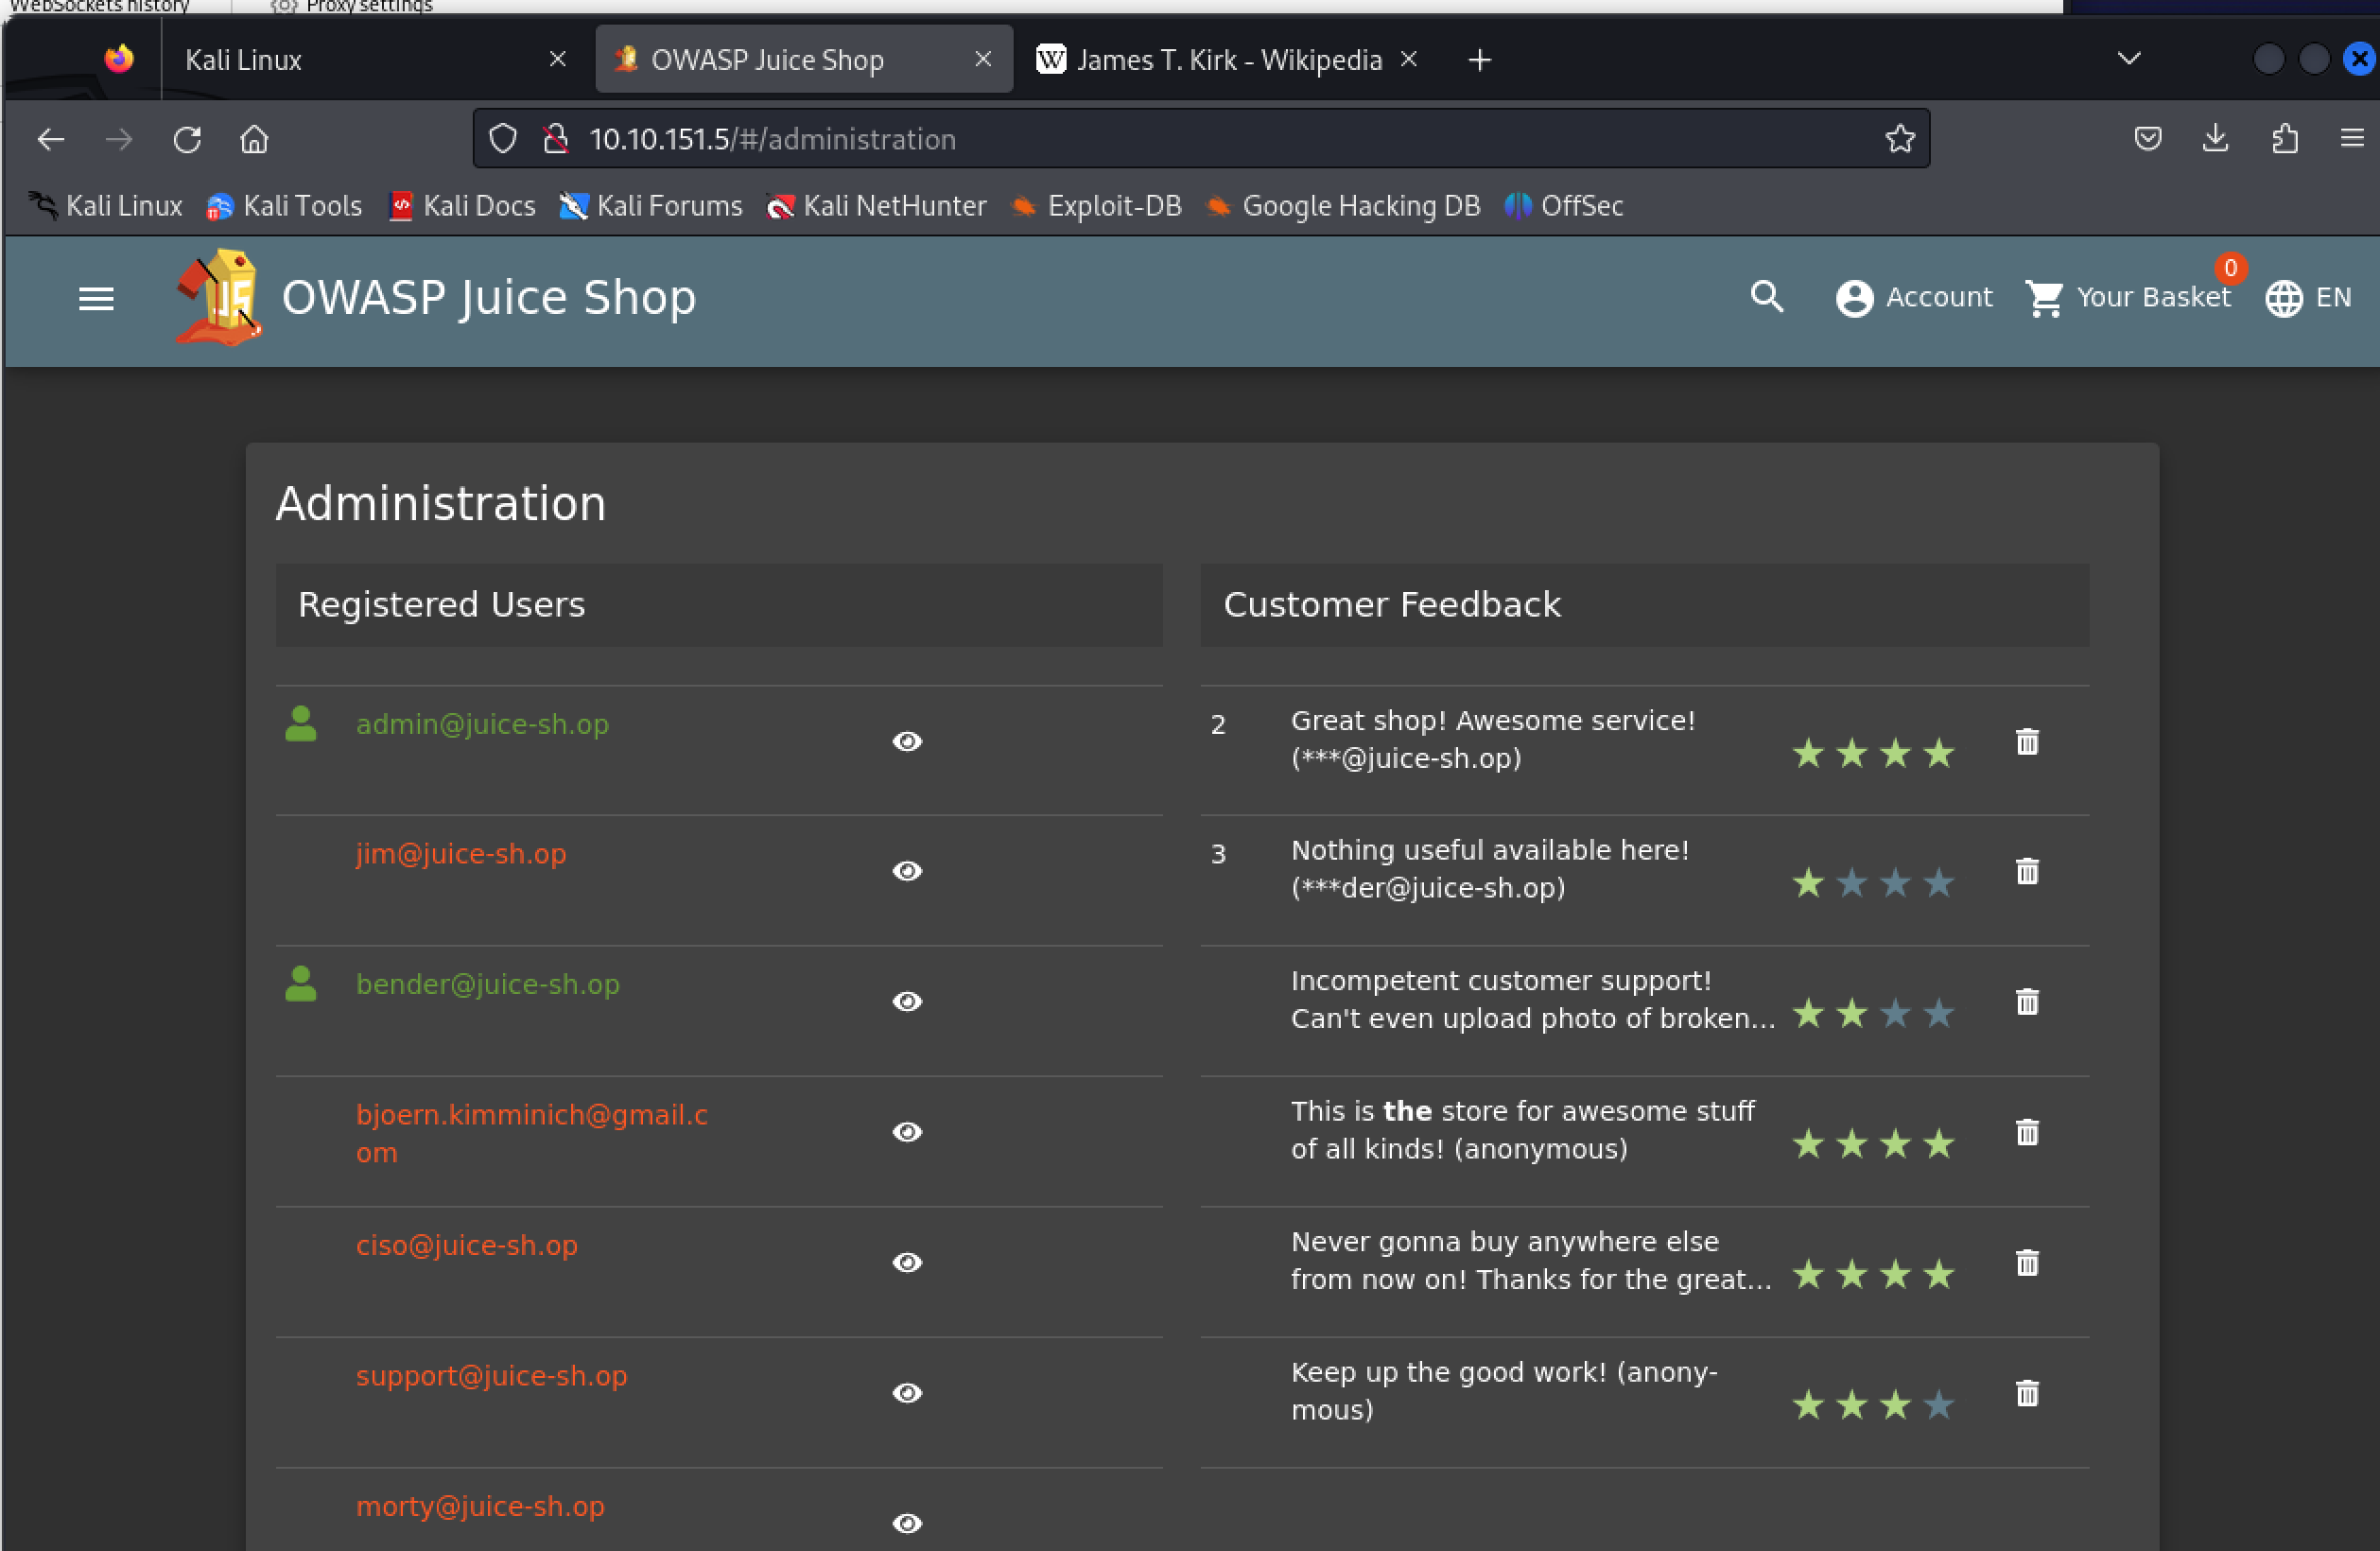 WebSockets history Proxy settings
Kali Linux OWASP Juice Shop W James T. Kirk - Wikipedia
10.10.151.5/#/administration
Kali Linux Kali Tools Kali Docs Kali Forums Kali NetHunter Exploit-DB Google Hacking DB OffSec
JS OWASP Juice Shop Account Your Basket 0 EN
Administration
Registered Users
admin@juice-sh.op
jim@juice-sh.op
bender@juice-sh.op
bjoern.kimminich@gmail.c
om
ciso@juice-sh.op
support@juice-sh.op
morty@juice-sh.op
Customer Feedback
2 Great shop! Awesome service!
(***@juice-sh.op)
3 Nothing useful available here!
(***der@juice-sh.op)
Incompetent customer support!
Can't even upload photo of broken...
This is the store for awesome stuff
of all kinds! (anonymous)
Never gonna buy anywhere else
from now on! Thanks for the great...
Keep up the good work! (anony-
mous)